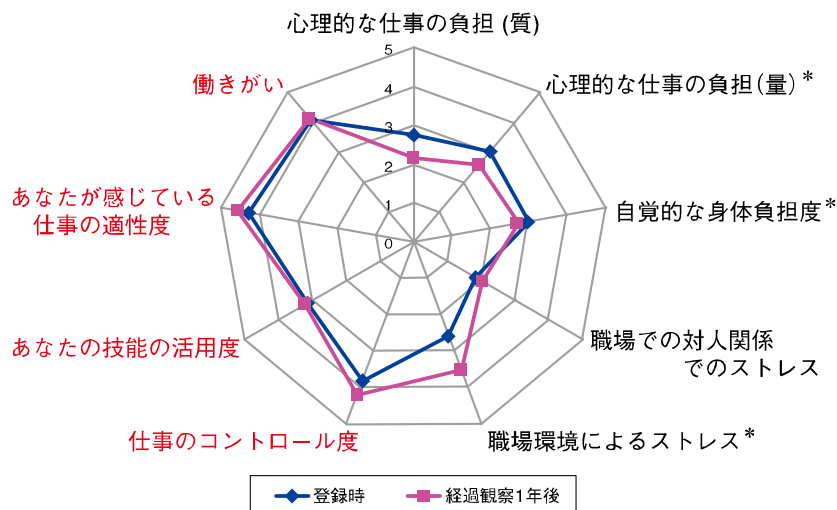 心理的な仕事の負担 (質)
心理的な仕事の負担(量)*
自覚的な身体負担度*
職場での対人関係
でのストレス
職場環境によるストレス*
仕事のコントロール度
あなたの技能の活用度
あなたが感じている
仕事の適性度
働きがい
5
4
3
2
1
0
登録時
経過観察1年後